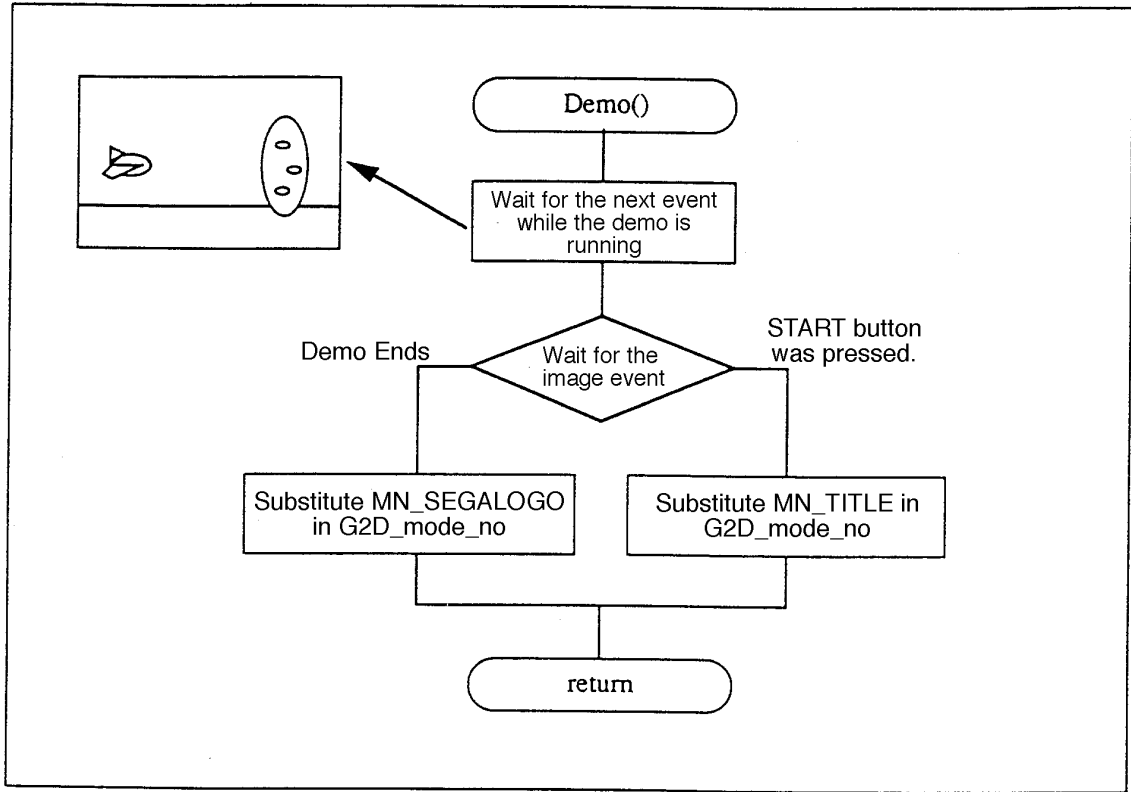 Demo()
Wait for the next event
while the demo is
running
Demo Ends
Wait for the
image event
START button
was pressed.
Substitute MN_SEGALOGO
in G2D_mode_no
Substitute MN_TITLE in
G2D_mode_no
return